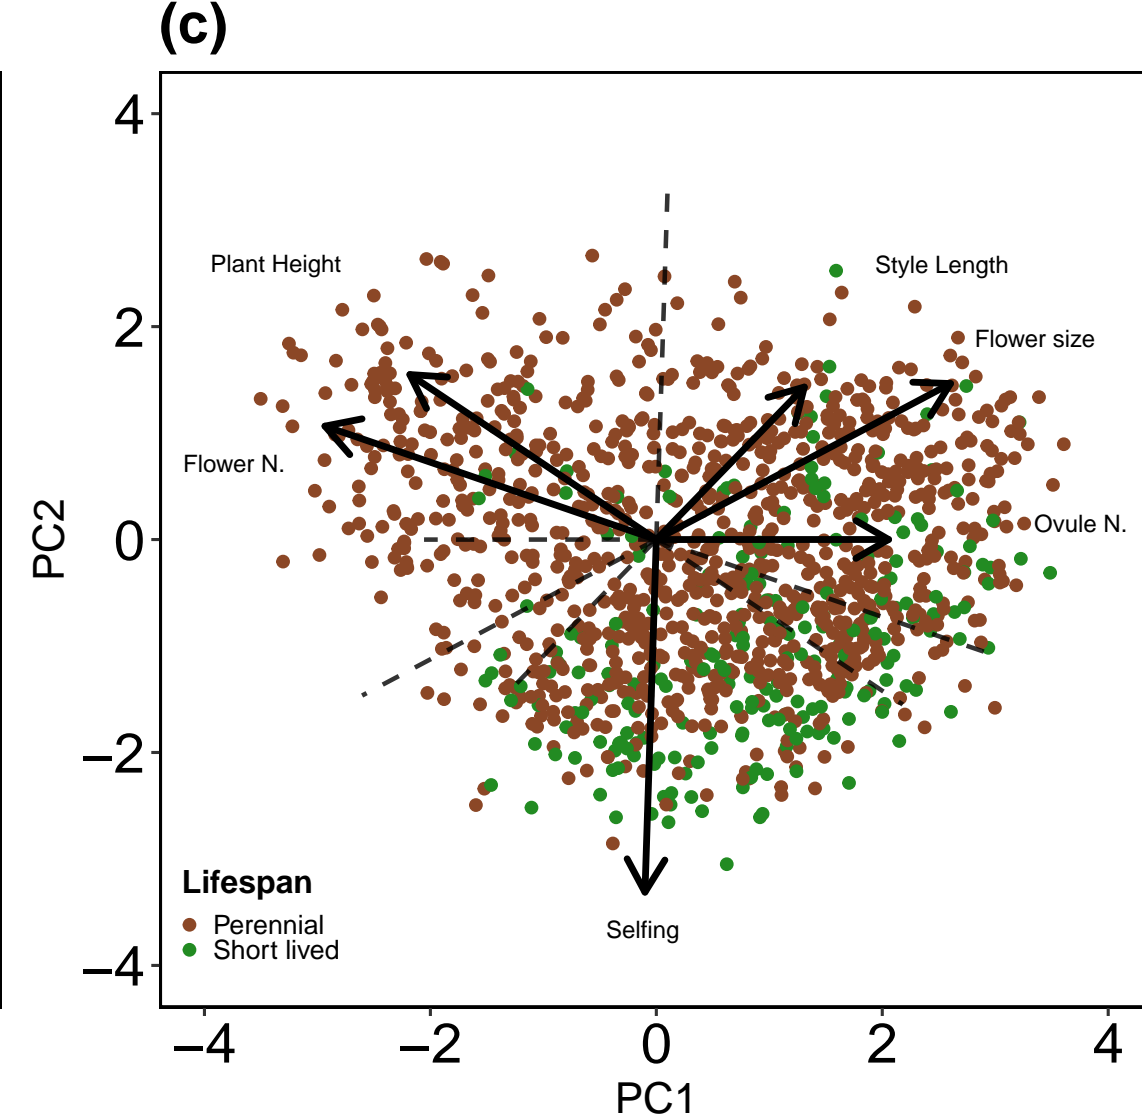 (c)
4
Plant Height
Style Length
2
Flower size
Flower N.
PC2
0
Ovule N.
−2
Lifespan
Perennial
Short lived
Selfing
−4
−4 −2 0 2 4
PC1